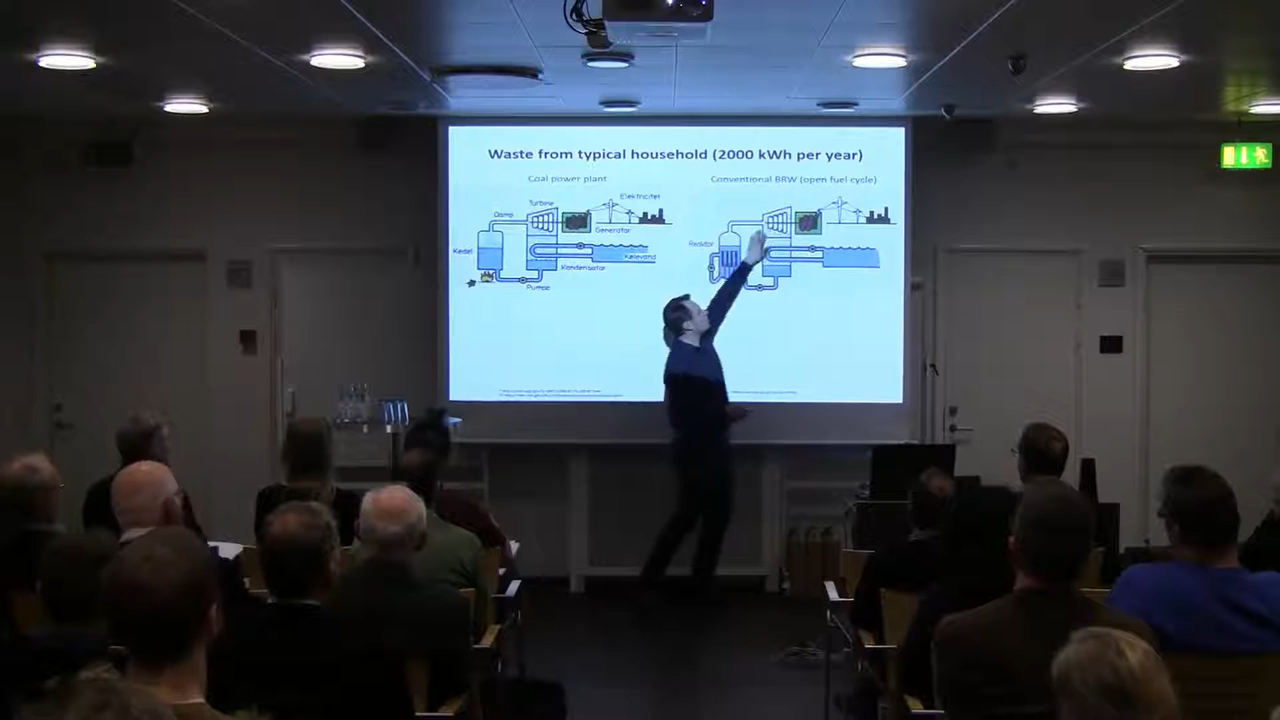 Waste from typical household (2000 kWh per year)
Coal power plant
Conventional BRW (open fuel cycle)
Turbine
Elektricitet
Damp
Generator
Kedel
Kølevand
Kondensator
Pumpe
Reaktor